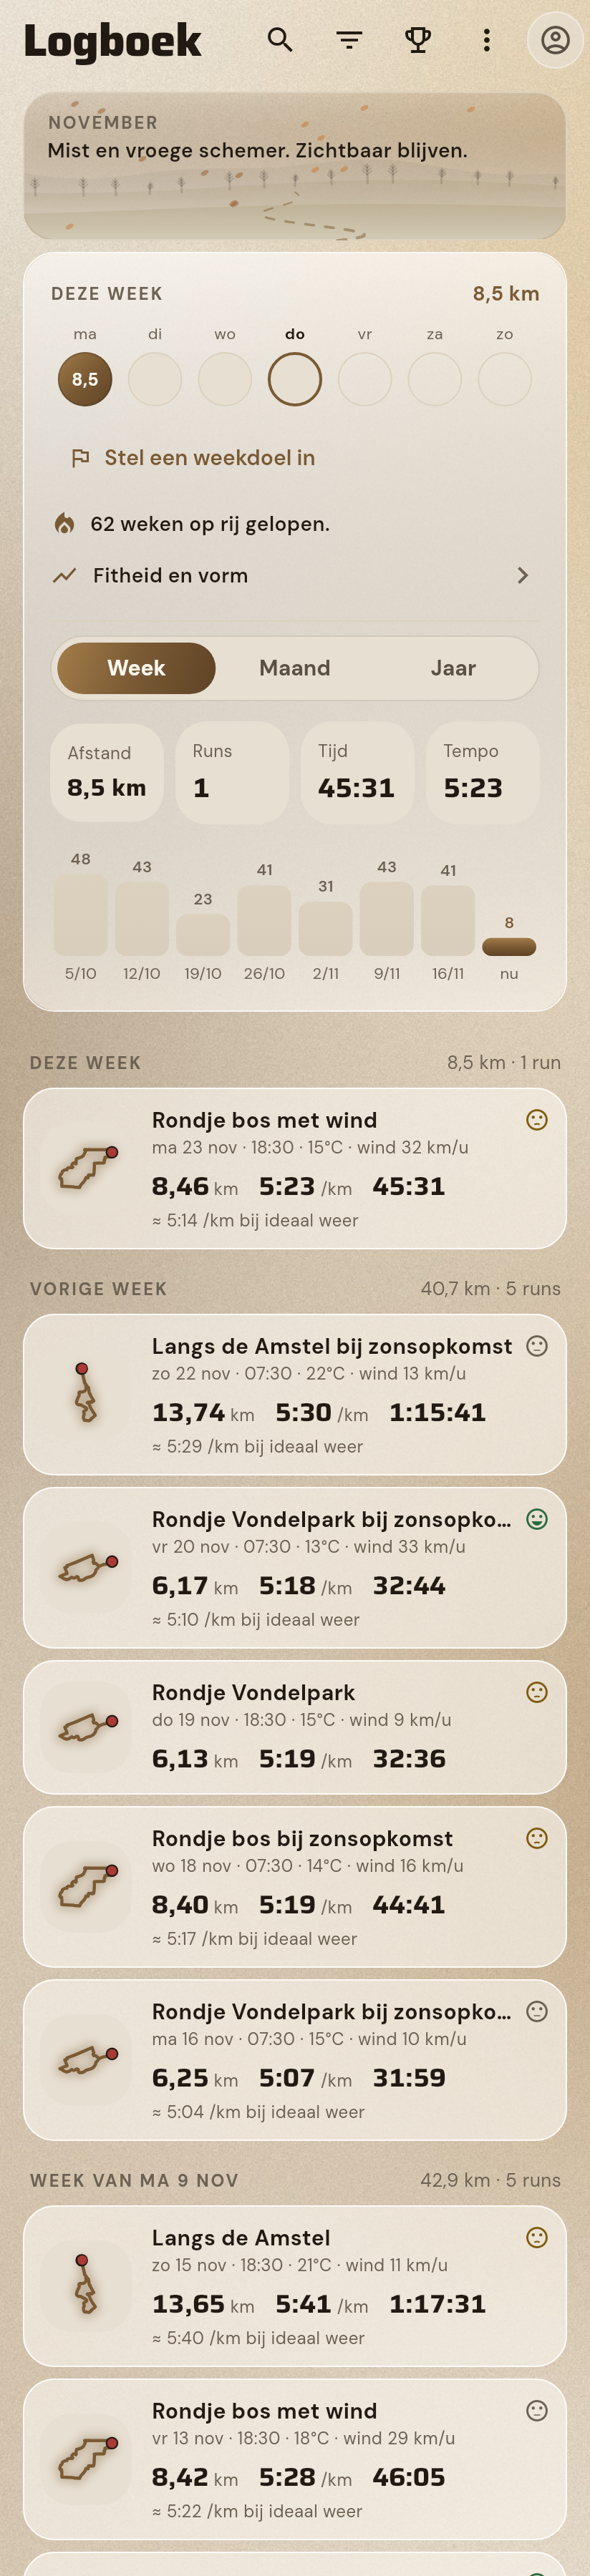 Logboek
NOVEMBER
Mist en vroege schemer. Zichtbaar blijven.
DEZE WEEK 8,5 km
ma di wo do vr za zo
8,5
Stel een weekdoel in
62 weken op rij gelopen.
Fitheid en vorm
Week Maand Jaar
Afstand Runs Tijd Tempo
8,5 km 1 45:31 5:23
48 43 23 41 31 43 41 8
5/10 12/10 19/10 26/10 2/11 9/11 16/11 nu
DEZE WEEK 8,5 km · 1 run
Rondje bos met wind
ma 23 nov · 18:30 · 15°C · wind 32 km/u
8,46 km 5:23 /km 45:31
≈ 5:14 /km bij ideaal weer
VORIGE WEEK 40,7 km · 5 runs
Langs de Amstel bij zonsopkomst
zo 22 nov · 07:30 · 22°C · wind 13 km/u
13,74 km 5:30 /km 1:15:41
≈ 5:29 /km bij ideaal weer
Rondje Vondelpark bij zonsopko...
vr 20 nov · 07:30 · 13°C · wind 33 km/u
6,17 km 5:18 /km 32:44
≈ 5:10 /km bij ideaal weer
Rondje Vondelpark
do 19 nov · 18:30 · 15°C · wind 9 km/u
6,13 km 5:19 /km 32:36
Rondje bos bij zonsopkomst
wo 18 nov · 07:30 · 14°C · wind 16 km/u
8,40 km 5:19 /km 44:41
≈ 5:17 /km bij ideaal weer
Rondje Vondelpark bij zonsopko...
ma 16 nov · 07:30 · 15°C · wind 10 km/u
6,25 km 5:07 /km 31:59
≈ 5:04 /km bij ideaal weer
WEEK VAN MA 9 NOV 42,9 km · 5 runs
Langs de Amstel
zo 15 nov · 18:30 · 21°C · wind 11 km/u
13,65 km 5:41 /km 1:17:31
≈ 5:40 /km bij ideaal weer
Rondje bos met wind
vr 13 nov · 18:30 · 18°C · wind 29 km/u
8,42 km 5:28 /km 46:05
≈ 5:22 /km bij ideaal weer